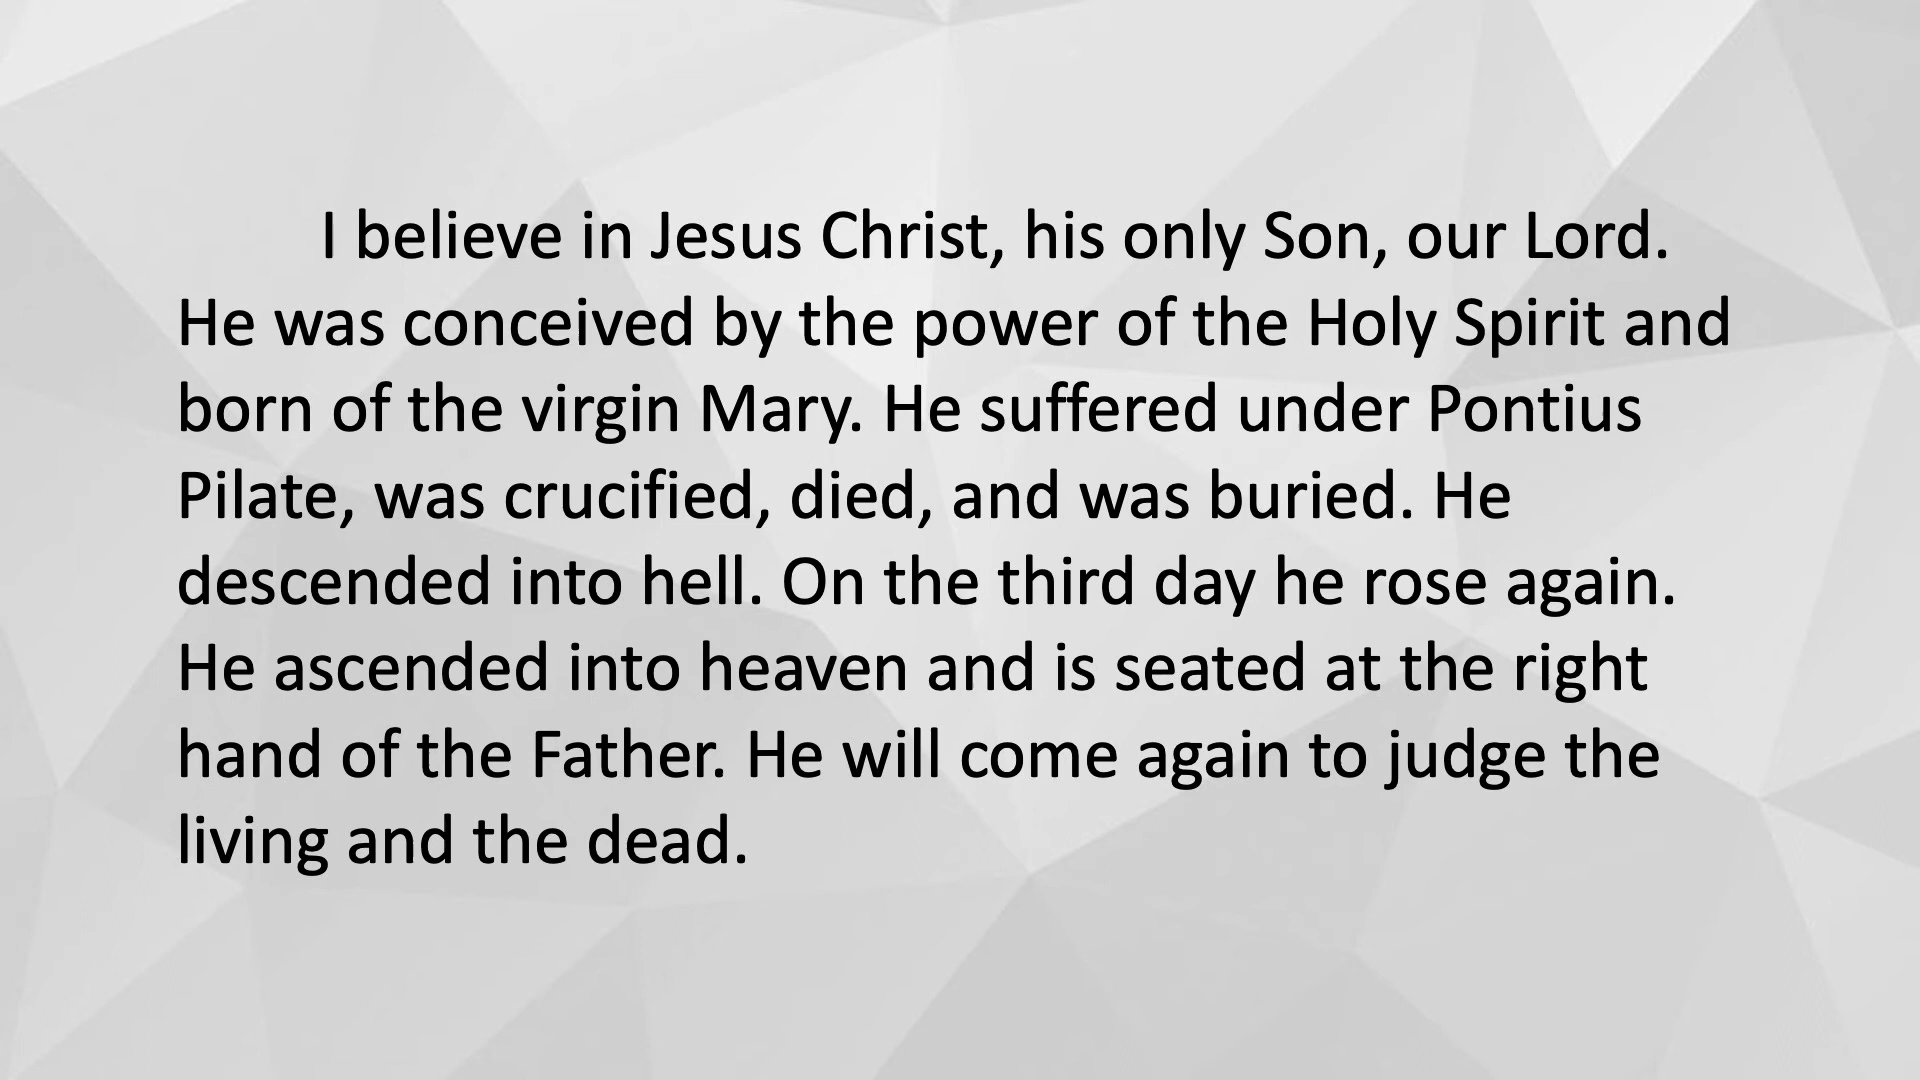 I believe in Jesus Christ, his only Son, our Lord.
He was conceived by the power of the Holy Spirit and
born of the virgin Mary. He suffered under Pontius
Pilate, was crucified, died, and was buried. He
descended into hell. On the third day he rose again.
He ascended into heaven and is seated at the right
hand of the Father. He will come again to judge the
living and the dead.